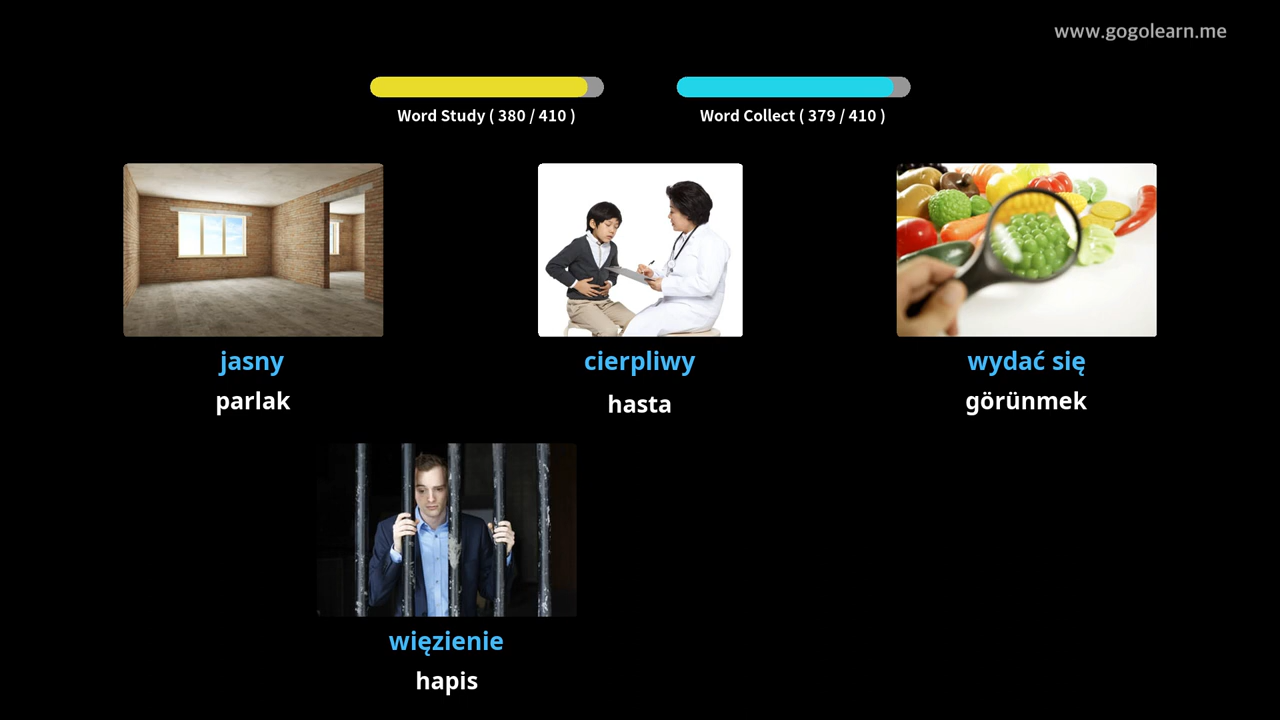 www.gogolearn.me
Word Study ( 380 / 410 )
Word Collect ( 379 / 410 )
jasny
parlak
cierpliwy
hasta
wydać się
görünmek
więzienie
hapis